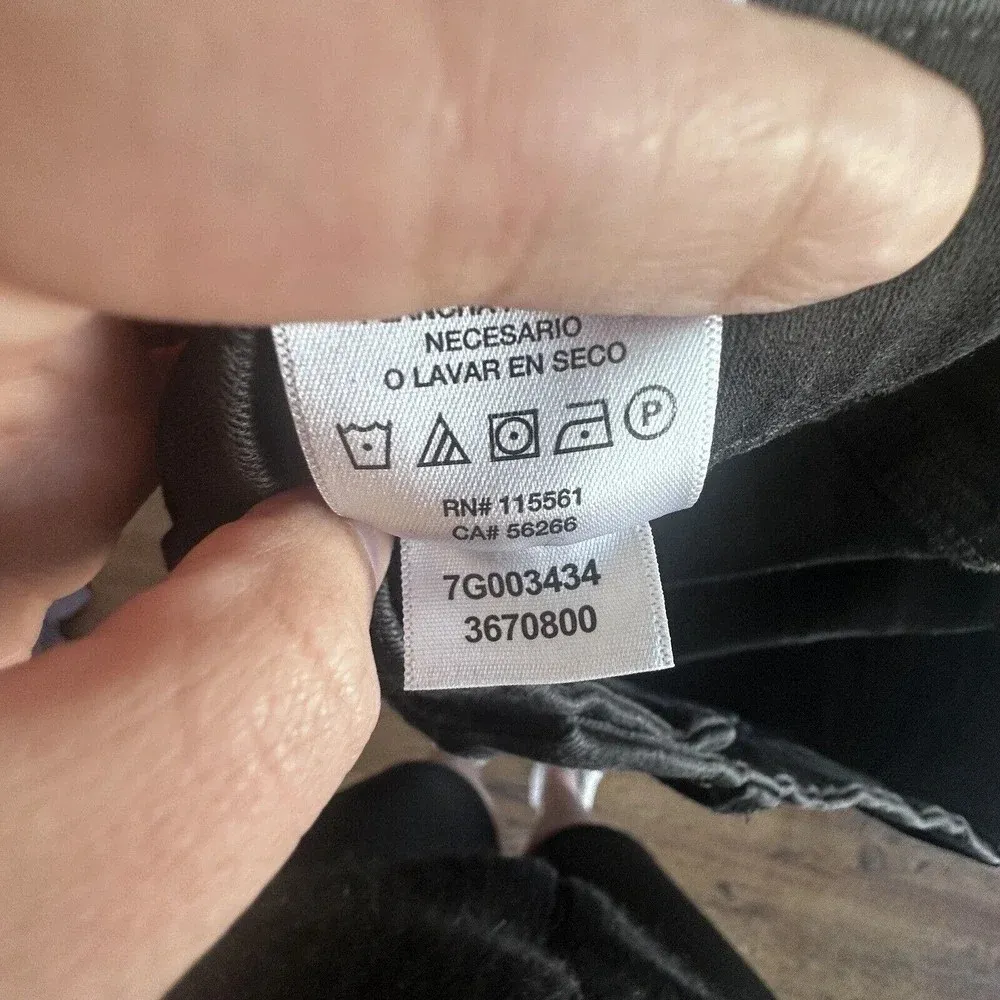 NECESARIO
O LAVAR EN SECO
P
RN# 115561
CA# 56266
7G003434
3670800